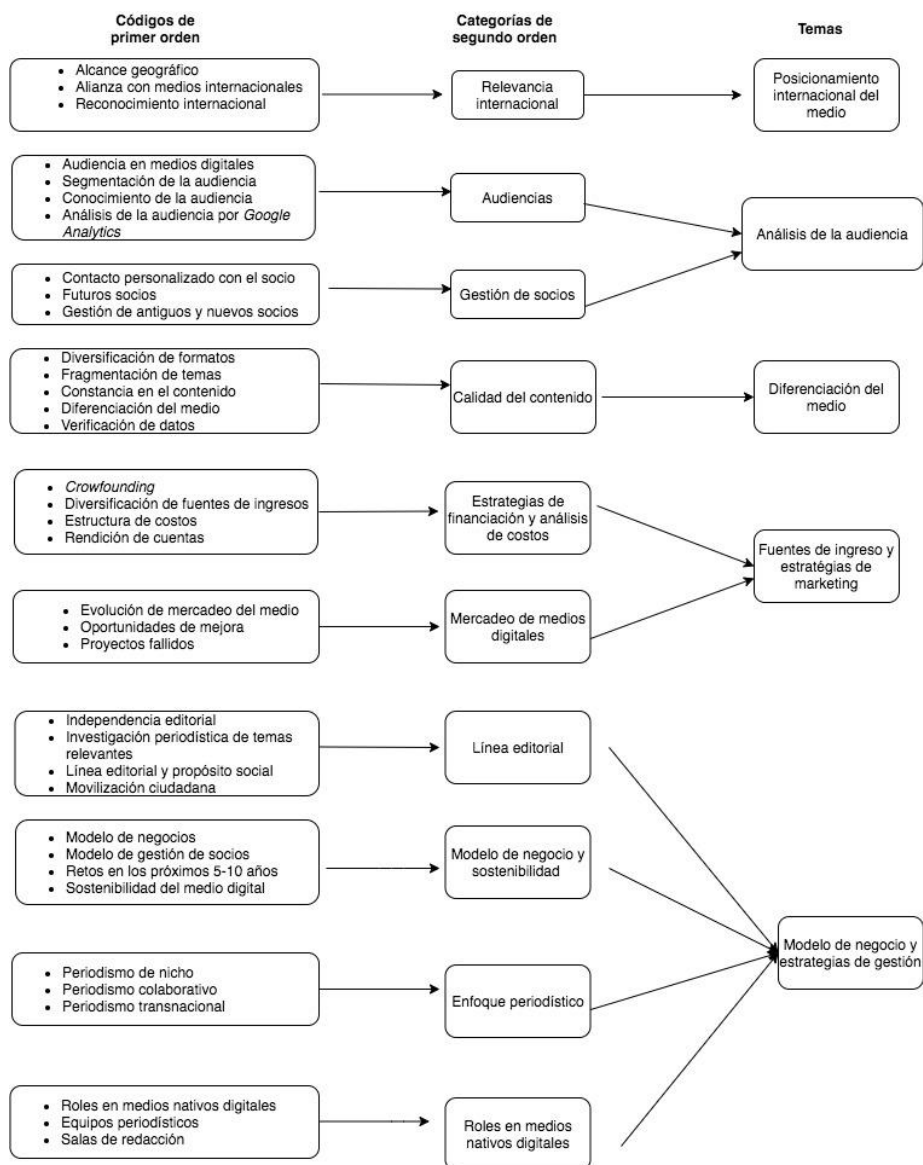 Códigos de
primer orden
Categorías de
segundo orden
Temas
• Alcance geográfico
• Alianza con medios internacionales
• Reconocimiento internacional
Relevancia
internacional
Posicionamiento
internacional del
medio
• Audiencia en medios digitales
• Segmentación de la audiencia
• Conocimiento de la audiencia
• Análisis de la audiencia por Google
Analytics
Audiencias
Análisis de la audiencia
• Contacto personalizado con el socio
• Futuros socios
• Gestión de antiguos y nuevos socios
Gestión de socios
• Diversificación de formatos
• Fragmentación de temas
• Constancia en el contenido
• Diferenciación del medio
• Verificación de datos
Calidad del contenido
Diferenciación del
medio
• Crowfounding
• Diversificación de fuentes de ingresos
• Estructura de costos
• Rendición de cuentas
Estrategias de
financiación y análisis
de costos
Fuentes de ingreso y
estratégias de
marketing
• Evolución de mercadeo del medio
• Oportunidades de mejora
• Proyectos fallidos
Mercadeo de medios
digitales
• Independencia editorial
• Investigación periodística de temas
relevantes
• Línea editorial y propósito social
• Movilización ciudadana
Línea editorial
• Modelo de negocios
• Modelo de gestión de socios
• Retos en los próximos 5-10 años
• Sostenibilidad del medio digital
Modelo de negocio y
sostenibilidad
Modelo de negocio y
estrategias de gestión
• Periodismo de nicho
• Periodismo colaborativo
• Periodismo transnacional
Enfoque periodístico
• Roles en medios nativos digitales
• Equipos periodísticos
• Salas de redacción
Roles en medios
nativos digitales